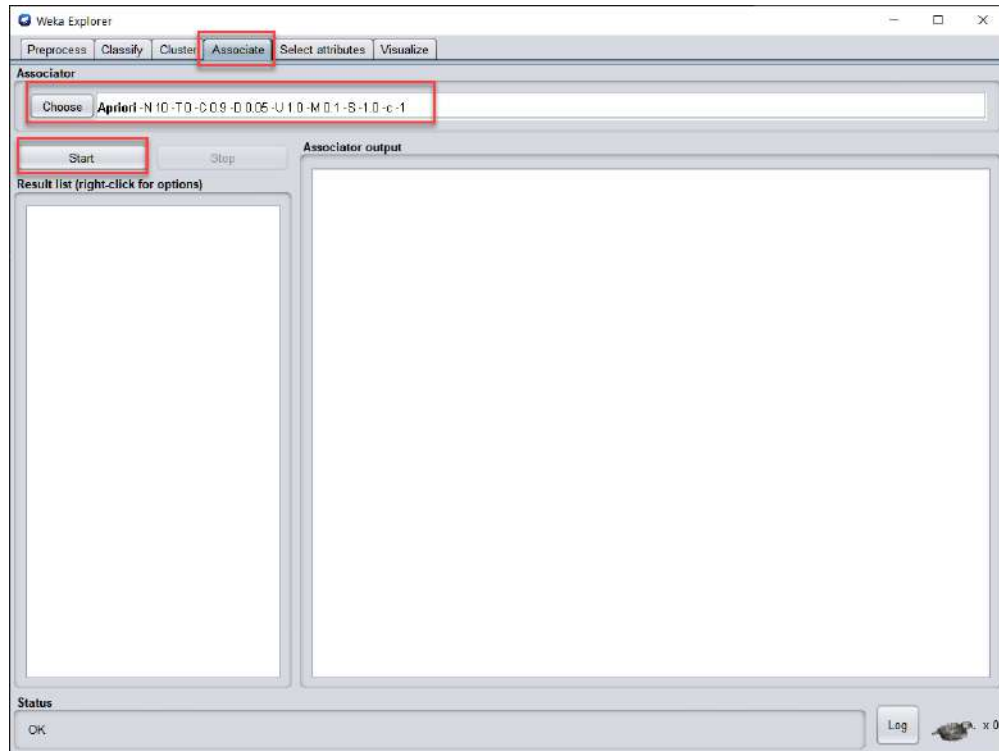 Weka Explorer
Preprocess Classify Cluster Associate Select attributes Visualize
Associator
Choose Apriori -N 10 -T 0 -C 0.9 -D 0.05 -U 1.0 -M 0.1 -S -1.0 -c -1
Start Stop
Associator output
Result list (right-click for options)
Status
OK
Log
x 0